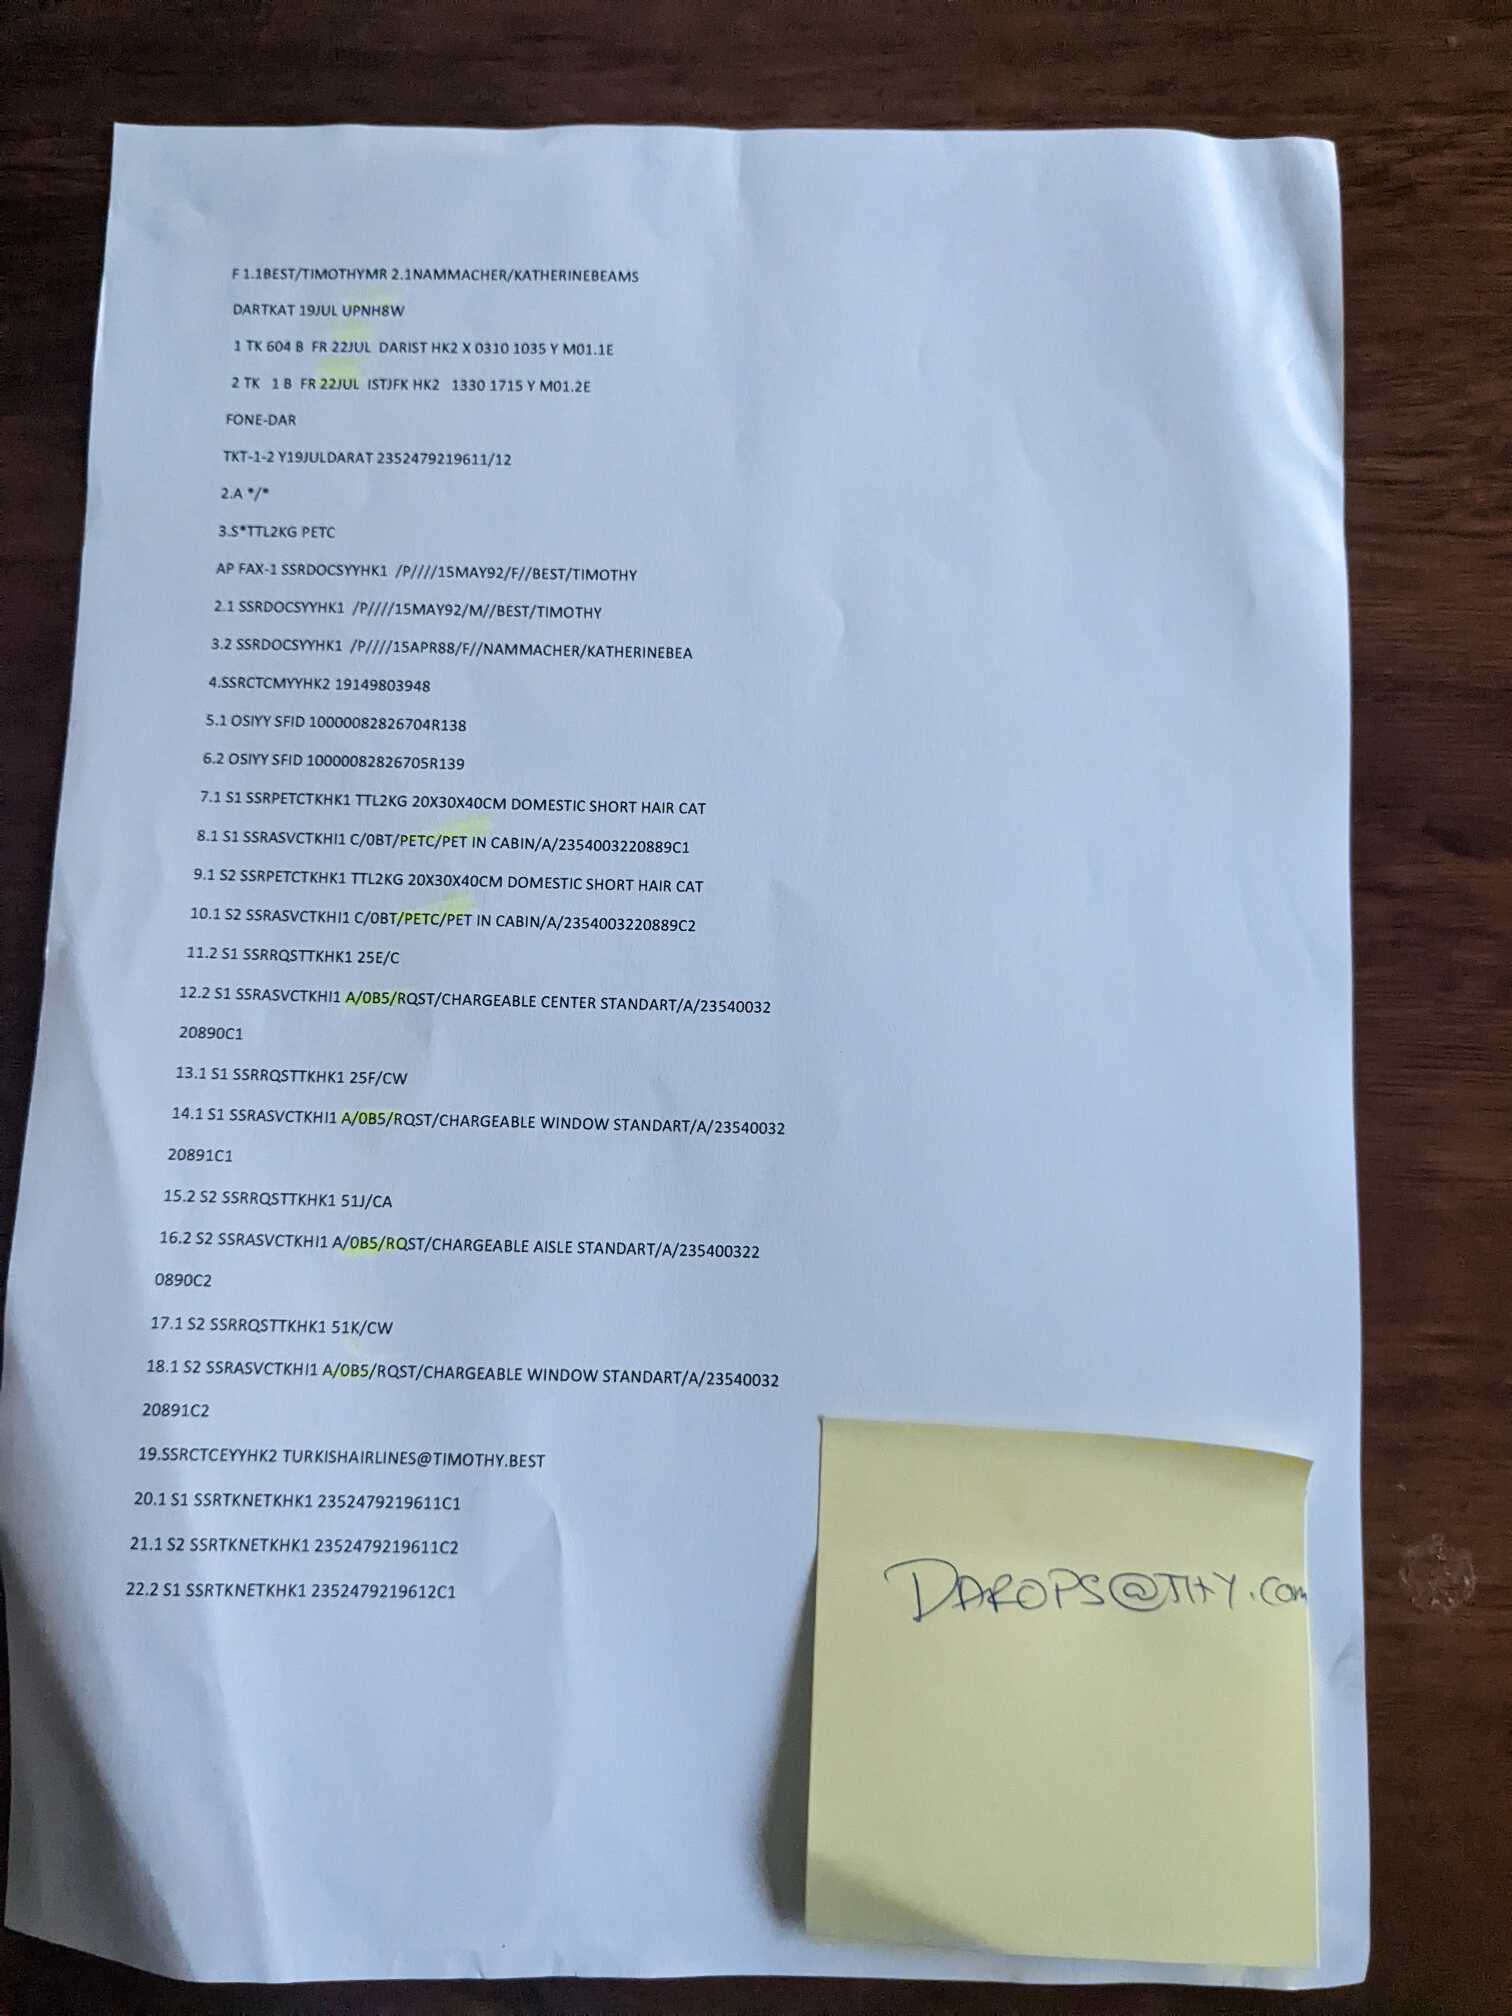 F 1.1BEST/TIMOTHYMR 2.1NAMMACHER/KATHERINEBEAMS
DARTKAT 19JUL UPNH8W
1 TK 604 B  FR 22JUL  DARIST HK2 X 0310 1035 Y M01.1E
2 TK   1 B  FR 22JUL  ISTJFK HK2   1330 1715 Y M01.2E
FONE-DAR
TKT-1-2 Y19JULDARAT 2352479219611/12
2.A */*
3.S*TTL2KG PETC
AP FAX-1 SSRDOCSYYHK1  /P////15MAY92/F//BEST/TIMOTHY
2.1 SSRDOCSYYHK1  /P////15MAY92/M//BEST/TIMOTHY
3.2 SSRDOCSYYHK1  /P////15APR88/F//NAMMACHER/KATHERINEBEA
4.SSRCTCMYYHK2 19149803948
5.1 OSIYY SFID 10000082826704R138
6.2 OSIYY SFID 10000082826705R139
7.1 S1 SSRPETCTKHK1 TTL2KG 20X30X40CM DOMESTIC SHORT HAIR CAT
8.1 S1 SSRASVCTKHI1 C/0BT/PETC/PET IN CABIN/A/2354003220889C1
9.1 S2 SSRPETCTKHK1 TTL2KG 20X30X40CM DOMESTIC SHORT HAIR CAT
10.1 S2 SSRASVCTKHI1 C/0BT/PETC/PET IN CABIN/A/2354003220889C2
11.2 S1 SSRRQSTTKHK1 25E/C
12.2 S1 SSRASVCTKHI1 A/0B5/RQST/CHARGEABLE CENTER STANDART/A/23540032
20890C1
13.1 S1 SSRRQSTTKHK1 25F/CW
14.1 S1 SSRASVCTKHI1 A/0B5/RQST/CHARGEABLE WINDOW STANDART/A/23540032
20891C1
15.2 S2 SSRRQSTTKHK1 51J/CA
16.2 S2 SSRASVCTKHI1 A/0B5/RQST/CHARGEABLE AISLE STANDART/A/235400322
0890C2
17.1 S2 SSRRQSTTKHK1 51K/CW
18.1 S2 SSRASVCTKHI1 A/0B5/RQST/CHARGEABLE WINDOW STANDART/A/23540032
20891C2
19.SSRCTCEYYHK2 TURKISHAIRLINES@TIMOTHY.BEST
20.1 S1 SSRTKNETKHK1 2352479219611C1
21.1 S2 SSRTKNETKHK1 2352479219611C2
22.2 S1 SSRTKNETKHK1 2352479219612C1
DAROPS@THY.COM